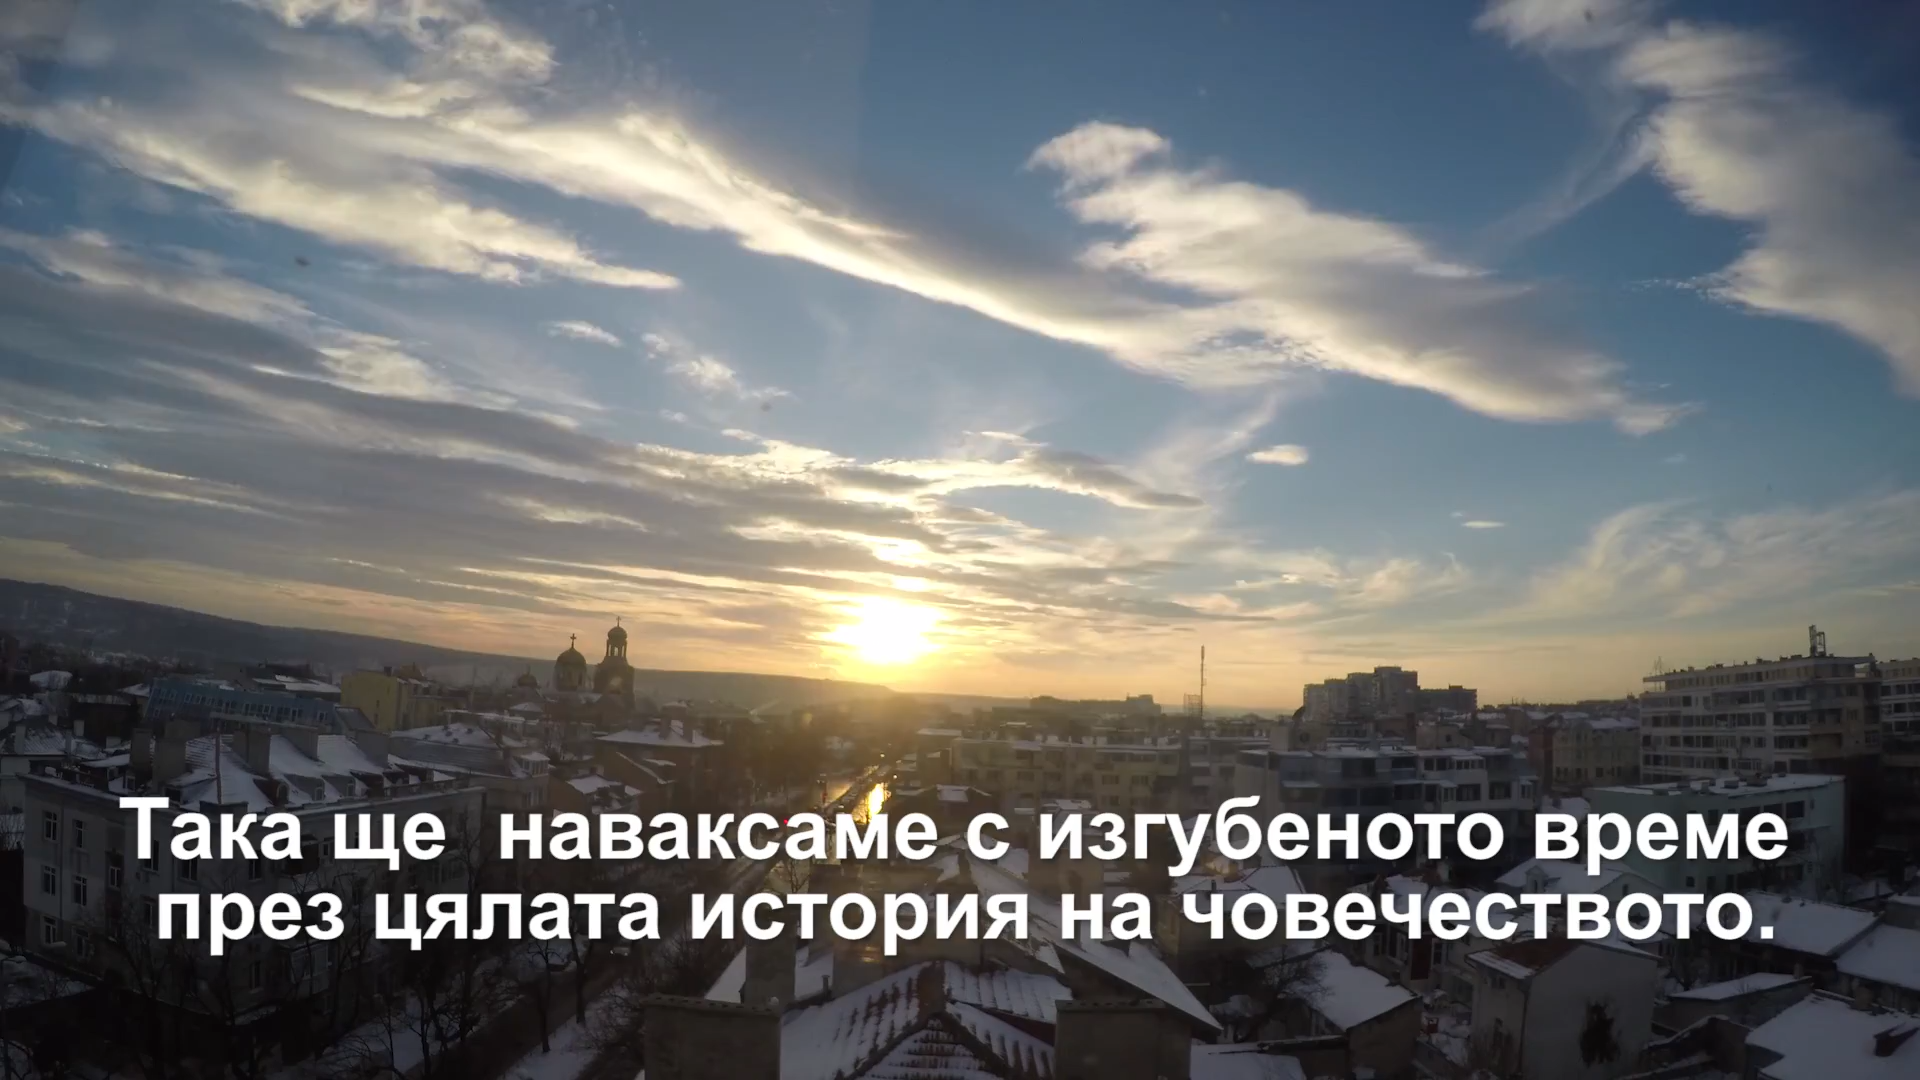 Така ще  наваксаме с изгубеното време
през цялата история на човечеството.